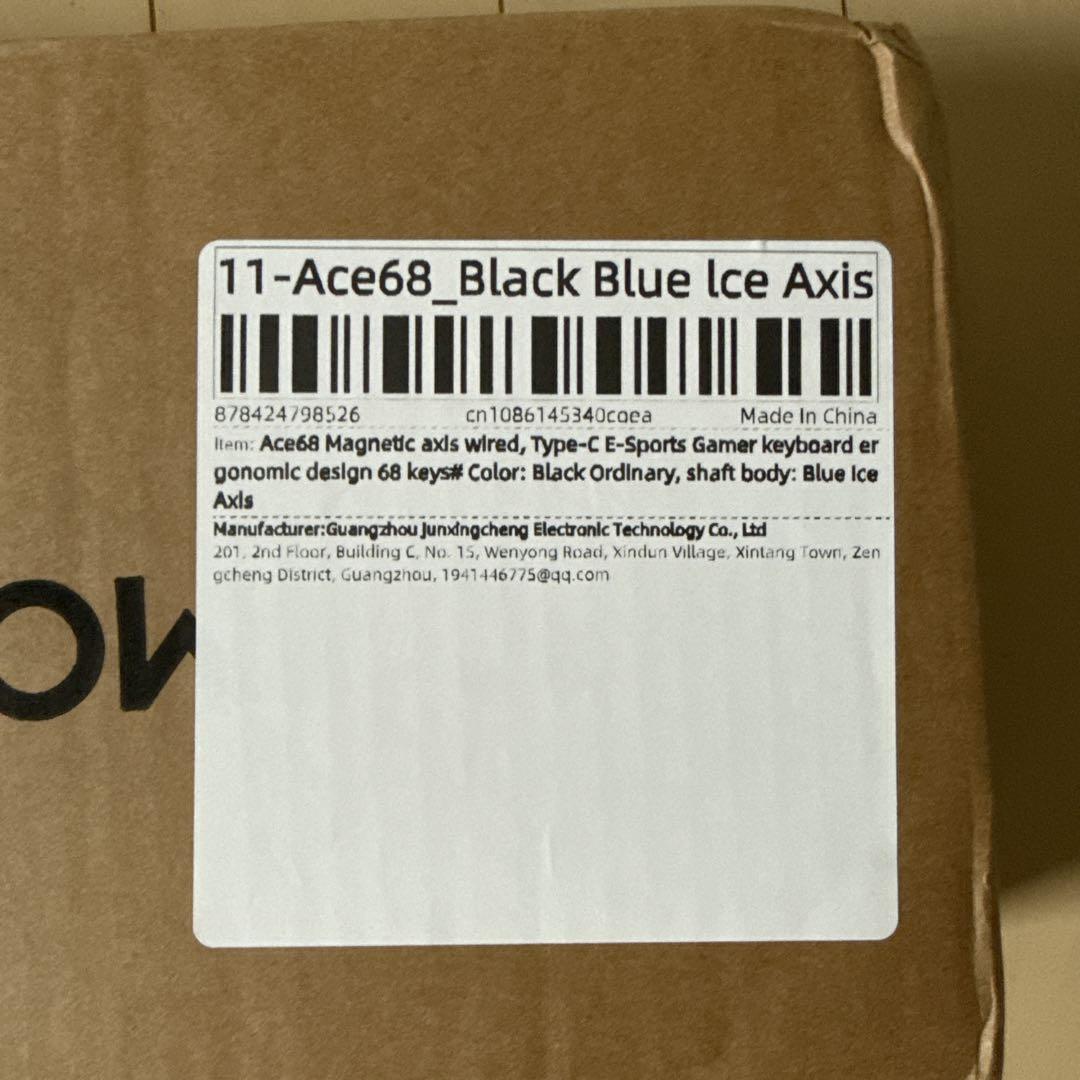 11-Ace68_Black Blue lce Axis
878424798526 cn1086145340cqea Made In China
Item: Ace68 Magnetic axis wired, Type-C E-Sports Gamer keyboard er
gonomic design 68 keys# Color: Black Ordinary, shaft body: Blue Ice
Axis
Manufacturer:Guangzhou Junxingcheng Electronic Technology Co., Ltd
201, 2nd Floor, Building C, No. 15, Wenyong Road, Xindun Village, Xintang Town, Zen
gcheng District, Guangzhou, 1941446775@qq.com